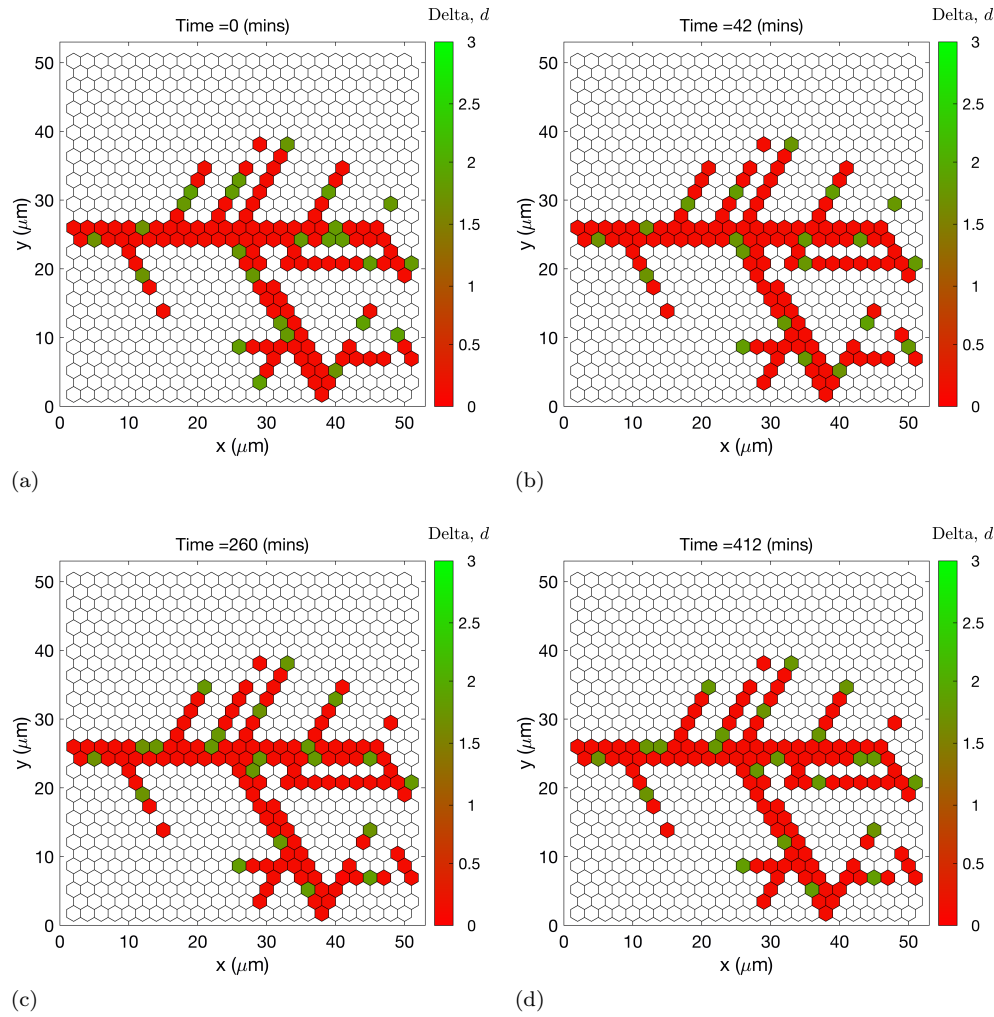 Delta, d
Time =0 (mins)
3
2.5
2
1.5
1
0.5
0
50
40
30
20
10
0
y (μm)
0 10 20 30 40 50
x (μm)
(a)
Delta, d
Time =42 (mins)
3
2.5
2
1.5
1
0.5
0
50
40
30
20
10
0
y (μm)
0 10 20 30 40 50
x (μm)
(b)
Delta, d
Time =260 (mins)
3
2.5
2
1.5
1
0.5
0
50
40
30
20
10
0
y (μm)
0 10 20 30 40 50
x (μm)
(c)
Delta, d
Time =412 (mins)
3
2.5
2
1.5
1
0.5
0
50
40
30
20
10
0
y (μm)
0 10 20 30 40 50
x (μm)
(d)